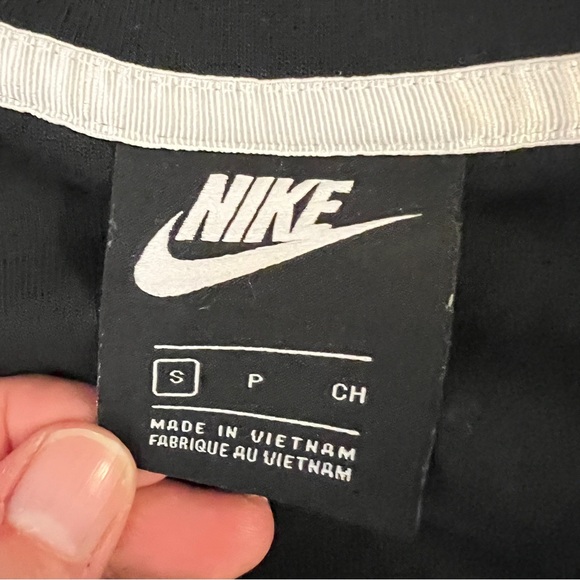 NIKE
S P CH
MADE IN VIETNAM
FABRIQUE AU VIETNAM